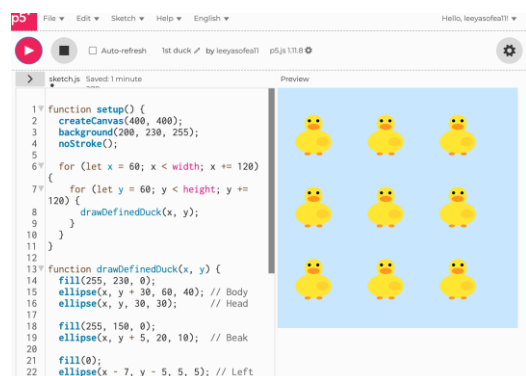 p5* File ▾ Edit ▾ Sketch ▾ Help ▾ English ▾ Hello, leeyasofea11! ▾
Auto-refresh 1st duck by leeyasofea11 p5.js 1.11.8
> sketch.js Saved: 1 minute Preview
1 function setup() {
2 createCanvas(400, 400);
3 background(200, 230, 255);
4 noStroke();
5
6 for (let x = 60; x < width; x += 120)
{
7 for (let y = 60; y < height; y +=
120) {
8 drawDefinedDuck(x, y);
9 }
10 }
11 }
12
13 function drawDefinedDuck(x, y) {
14 fill(255, 230, 0);
15 ellipse(x, y + 30, 60, 40); // Body
16 ellipse(x, y, 30, 30); // Head
17
18 fill(255, 150, 0);
19 ellipse(x, y + 5, 20, 10); // Beak
20
21 fill(0);
22 ellipse(x - 7, y - 5, 5, 5); // Left